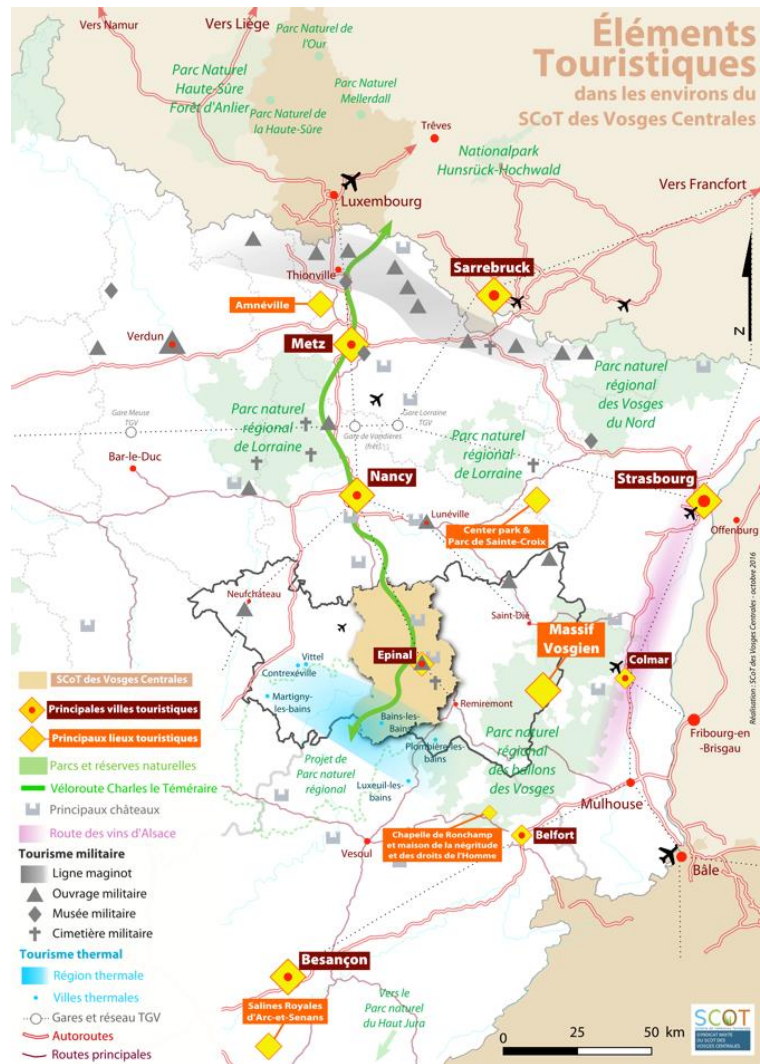 Éléments
Touristiques
dans les environs du
SCoT des Vosges Centrales
Vers Namur
Vers Liège
Parc Naturel de
l'Our
Parc Naturel
Haute-Sûre
Forêt d'Anlier
Parc Naturel
Mellerdall
Parc Naturel de
la Haute-Sûre
Trêves
Nationalpark
Hunsrück-Hochwald
Vers Francfort
Luxembourg
Thionville
Sarrebruck
Amnéville
Verdun
Metz
N
Parc naturel
régional
des Vosges
du Nord
Parc naturel
régional
de Lorraine
Gare Meuse
TGV
Gare Lorraine
TGV
Gare de Vandières
(fret)
Parc naturel
régional
de Lorraine
Bar-le-Duc
Nancy
Strasbourg
Lunéville
Center park &
Parc de Sainte-Croix
Offenburg
Neufchâteau
Saint-Dié
Massif
Vosgien
Epinal
Colmar
Vittel
Contrexéville
Martigny-
les-bains
Remiremont
Bains-les-
Bains
Plombière-les-
bains
Fribourg-en
-Brisgau
Parc naturel
régional
des ballons
des Vosges
Projet de
Parc naturel
régional
Luxeuil-les-
bains
Mulhouse
Chapelle de Ronchamp
et maison de la négritude
et des droits de l'Homme
Belfort
Vesoul
Bâle
Besançon
Salines Royales
d'Arc-et-Senans
Vers le
Parc naturel
du Haut Jura
SCoT des Vosges Centrales
Principales villes touristiques
Principaux lieux touristiques
Parcs et réserves naturelles
Véloroute Charles le Téméraire
Principaux châteaux
Route des vins d'Alsace
Tourisme militaire
Ligne maginot
Ouvrage militaire
Musée militaire
Cimetière militaire
Tourisme thermal
Région thermale
Villes thermales
Gares et réseau TGV
Autoroutes
Routes principales
0 25 50 km
Réalisation : SCoT des Vosges Centrales - octobre 2016
SCOT
SYNDICAT MIXTE
DU SCOT DES
VOSGES CENTRALES